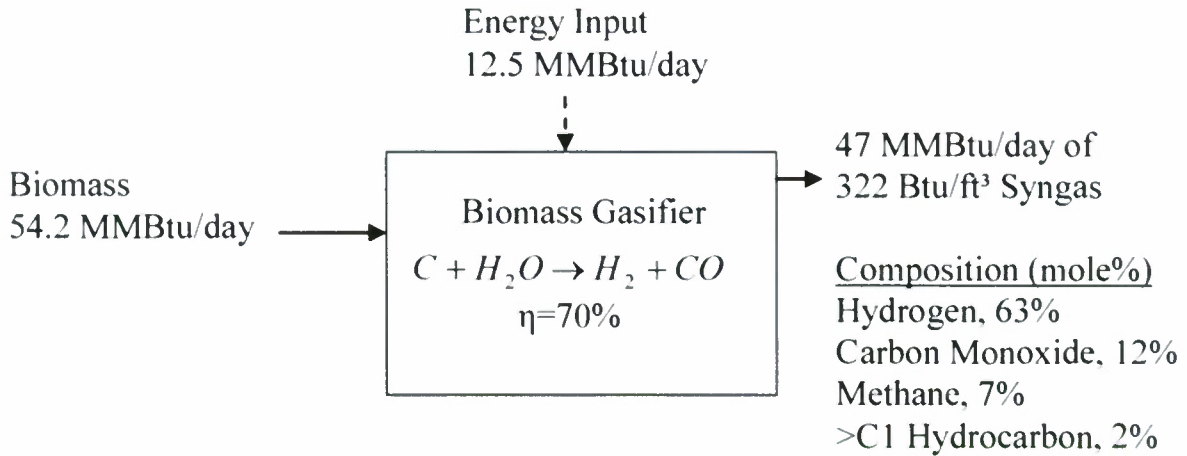 Energy Input
12.5 MMBtu/day
Biomass
54.2 MMBtu/day
Biomass Gasifier
C + H₂O → H₂ + CO
η=70%
47 MMBtu/day of
322 Btu/ft³ Syngas
Composition (mole%)
Hydrogen, 63%
Carbon Monoxide, 12%
Methane, 7%
>C1 Hydrocarbon, 2%